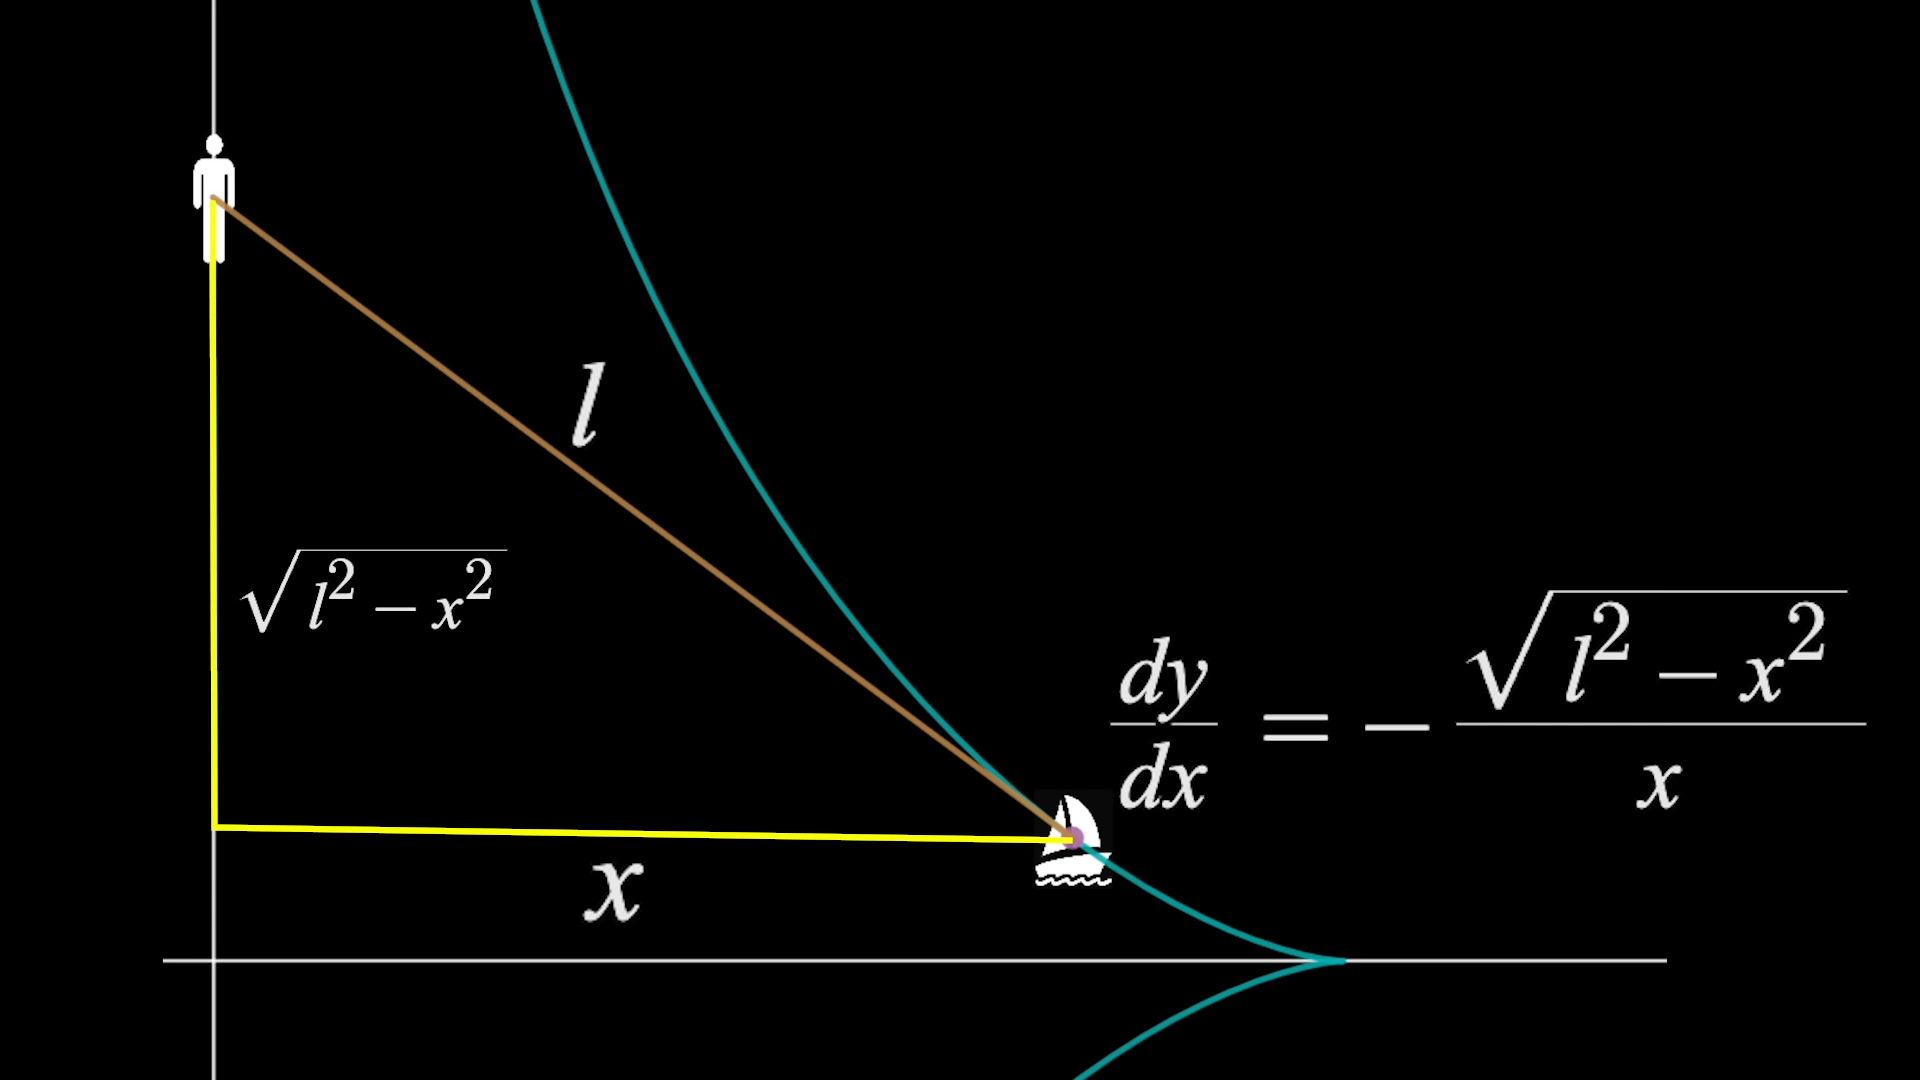 l
√(l² − x²)
dy/dx = − √(l² − x²)/x
x